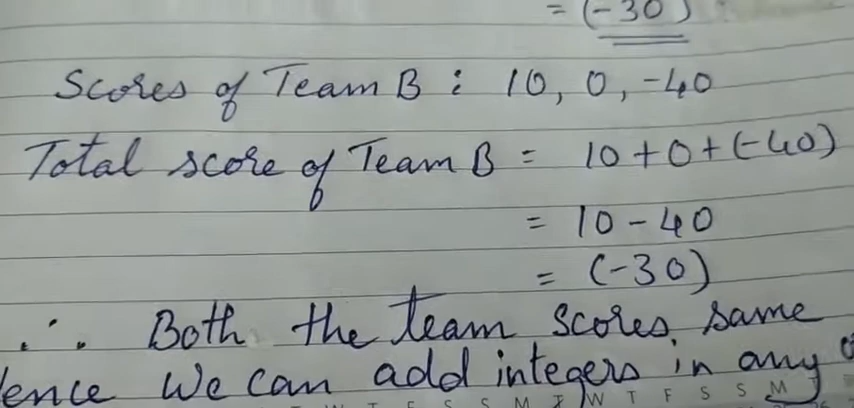 = (-30)
Scores of Team B : 10, 0, -40
Total score of Team B = 10 + 0 + (-40)
= 10 - 40
= (-30)
∴ Both the team scores same
We can add integers in any
S S M T W T F S S M